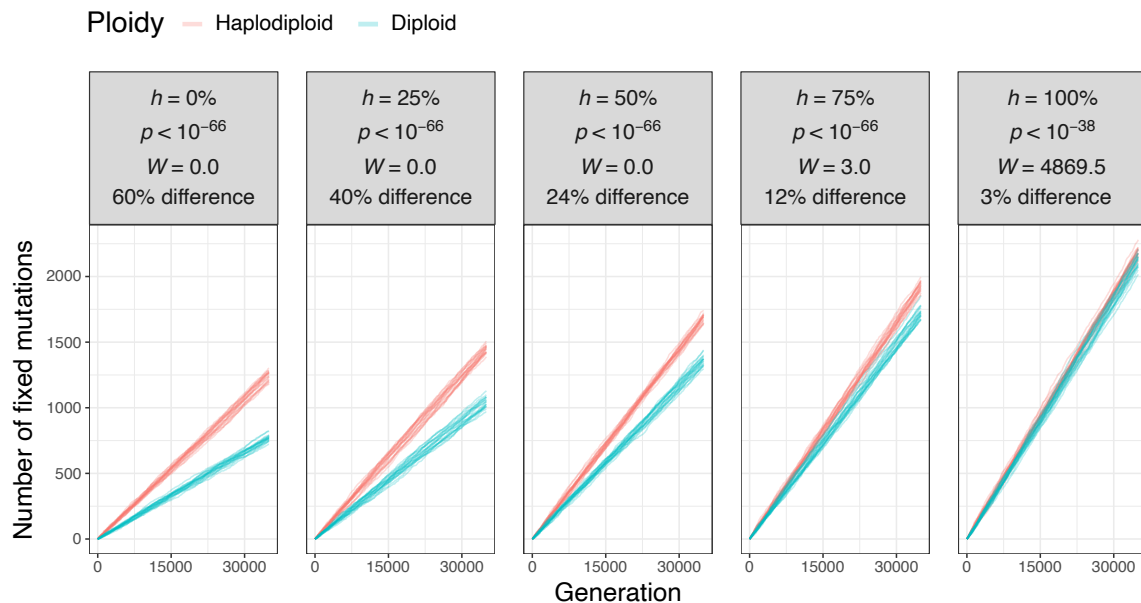 Ploidy Haplodiploid Diploid
h = 0%
p < 10⁻⁶⁶
W = 0.0
60% difference
h = 25%
p < 10⁻⁶⁶
W = 0.0
40% difference
h = 50%
p < 10⁻⁶⁶
W = 0.0
24% difference
h = 75%
p < 10⁻⁶⁶
W = 3.0
12% difference
h = 100%
p < 10⁻³⁸
W = 4869.5
3% difference
Number of fixed mutations
2000
1500
1000
500
0
0 15000 30000
0 15000 30000
0 15000 30000
0 15000 30000
0 15000 30000
Generation